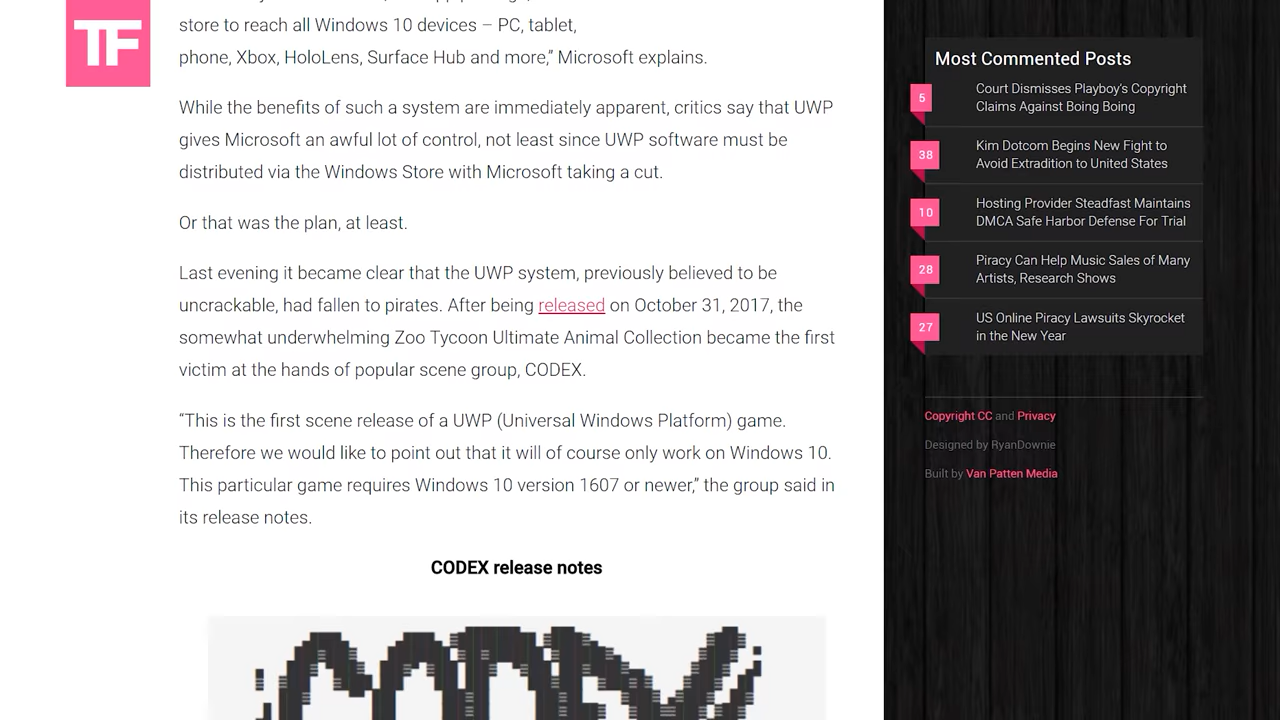 TF
store to reach all Windows 10 devices – PC, tablet,
phone, Xbox, HoloLens, Surface Hub and more,” Microsoft explains.
While the benefits of such a system are immediately apparent, critics say that UWP
gives Microsoft an awful lot of control, not least since UWP software must be
distributed via the Windows Store with Microsoft taking a cut.
Or that was the plan, at least.
Last evening it became clear that the UWP system, previously believed to be
uncrackable, had fallen to pirates. After being released on October 31, 2017, the
somewhat underwhelming Zoo Tycoon Ultimate Animal Collection became the first
victim at the hands of popular scene group, CODEX.
“This is the first scene release of a UWP (Universal Windows Platform) game.
Therefore we would like to point out that it will of course only work on Windows 10.
This particular game requires Windows 10 version 1607 or newer,” the group said in
its release notes.
CODEX release notes
Most Commented Posts
5
Court Dismisses Playboy's Copyright
Claims Against Boing Boing
38
Kim Dotcom Begins New Fight to
Avoid Extradition to United States
10
Hosting Provider Steadfast Maintains
DMCA Safe Harbor Defense For Trial
28
Piracy Can Help Music Sales of Many
Artists, Research Shows
27
US Online Piracy Lawsuits Skyrocket
in the New Year
Copyright CC and Privacy
Designed by RyanDownie
Built by Van Patten Media